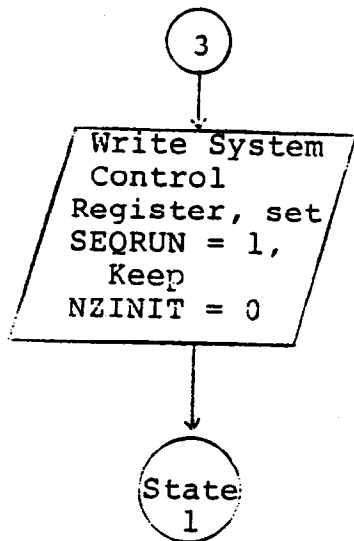 3
Write System
Control
Register, set
SEQRUN = 1,
Keep
NZINIT = 0
State
1